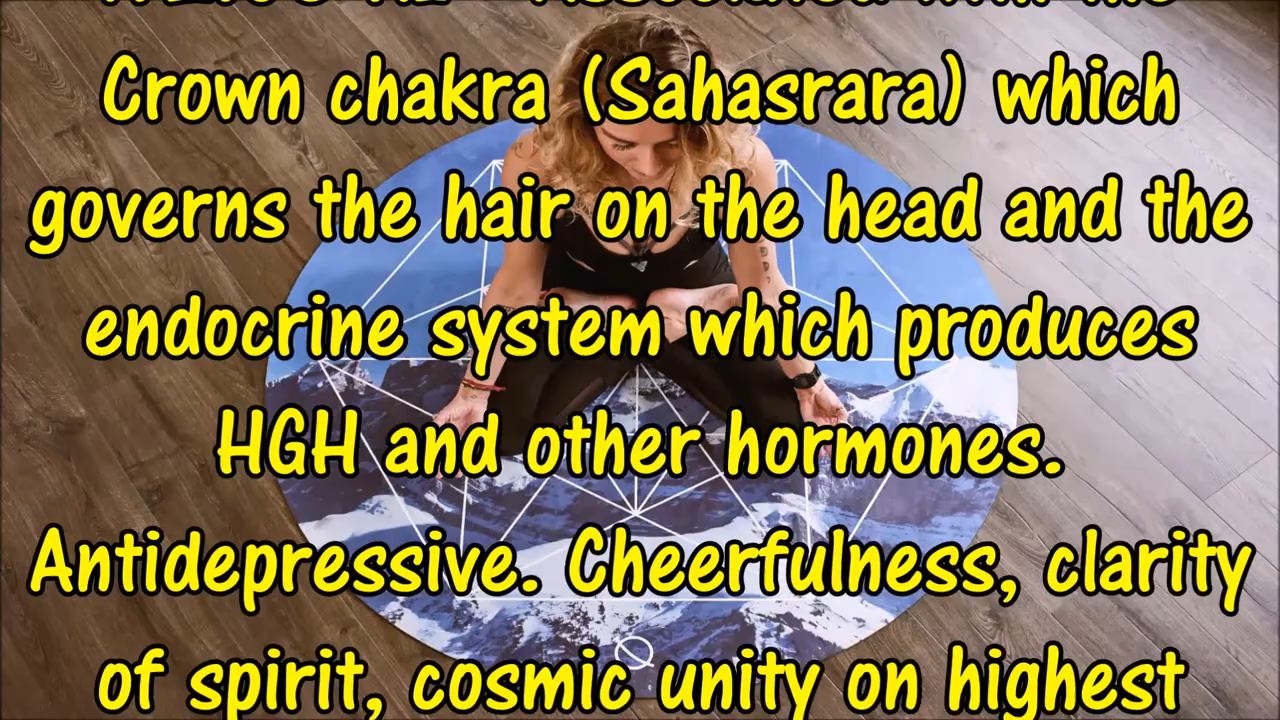 Crown chakra (Sahasrara) which
governs the hair on the head and the
endocrine system which produces
HGH and other hormones.
Antidepressive. Cheerfulness, clarity
of spirit, cosmic unity on highest